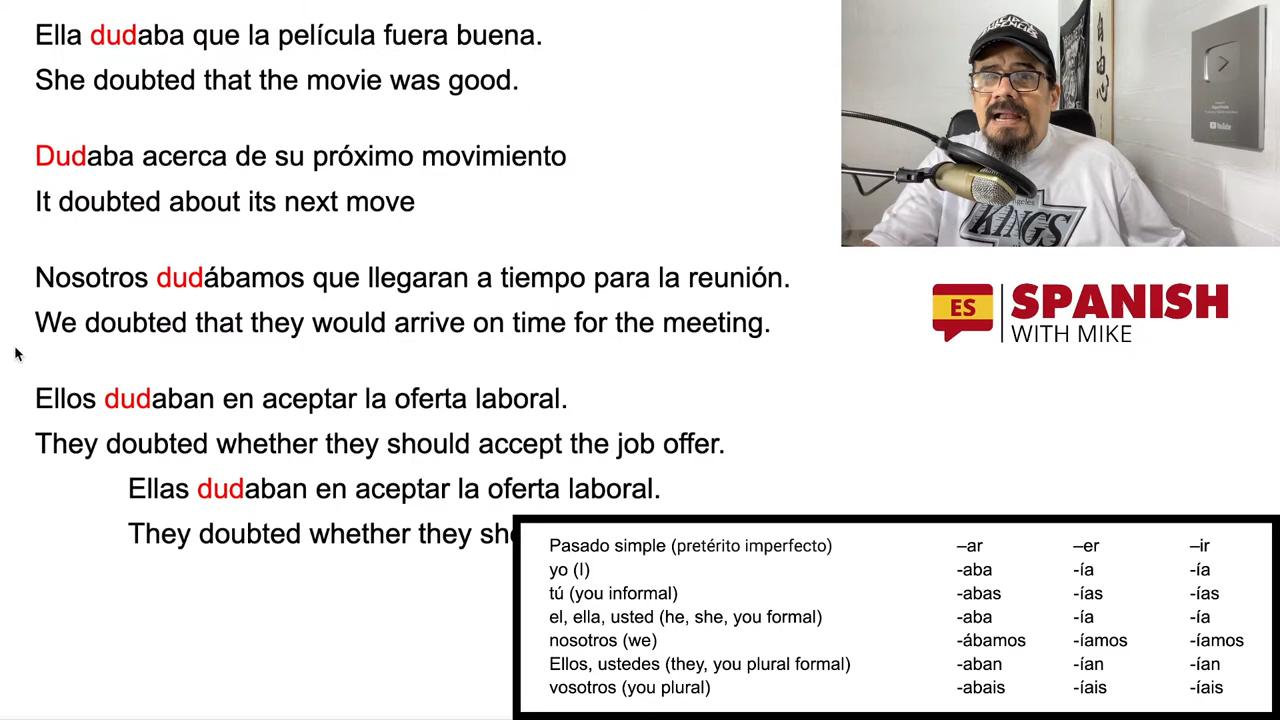 Ella dudaba que la película fuera buena.
She doubted that the movie was good.
Dudaba acerca de su próximo movimiento
It doubted about its next move
Nosotros dudábamos que llegaran a tiempo para la reunión.
We doubted that they would arrive on time for the meeting.
Ellos dudaban en aceptar la oferta laboral.
They doubted whether they should accept the job offer.
Ellas dudaban en aceptar la oferta laboral.
They doubted whether they
KINGS
自由心
YouTube
ES
SPANISH
WITH MIKE
Pasado simple (pretérito imperfecto) –ar –er –ir
yo (I) -aba -ía -ía
tú (you informal) -abas -ías -ías
el, ella, usted (he, she, you formal) -aba -ía -ía
nosotros (we) -ábamos -íamos -íamos
Ellos, ustedes (they, you plural formal) -aban -ían -ían
vosotros (you plural) -abais -íais -íais